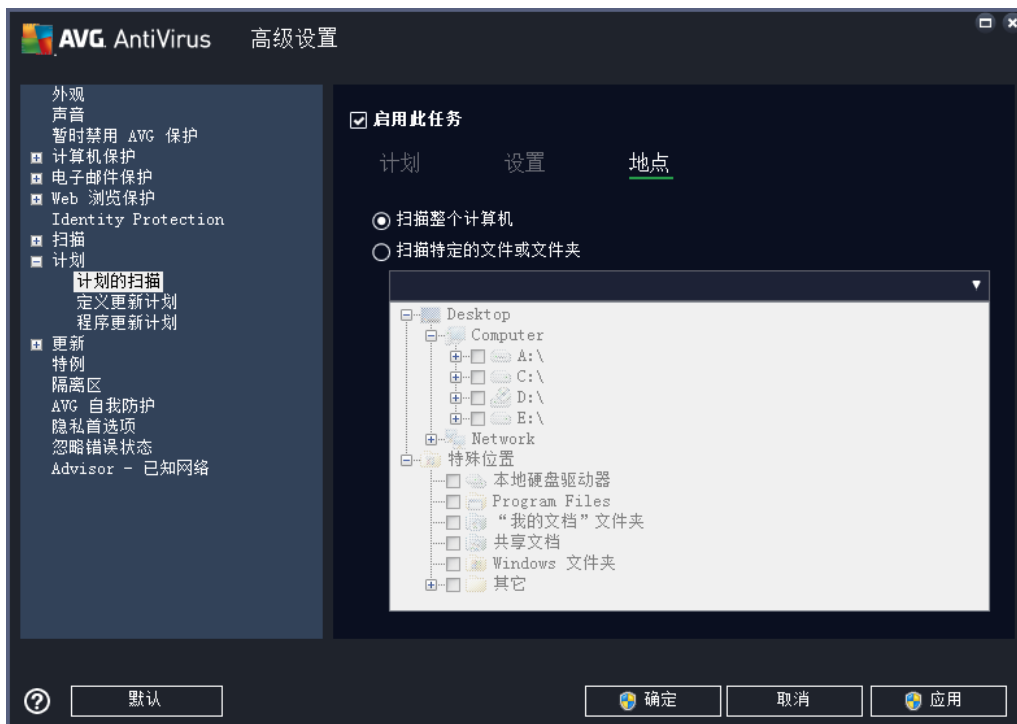 AVG AntiVirus 高级设置
外观
声音
暂时禁用 AVG 保护
计算机保护
电子邮件保护
Web 浏览保护
Identity Protection
扫描
计划
计划的扫描
定义更新计划
程序更新计划
更新
特例
隔离区
AVG 自我防护
隐私首选项
忽略错误状态
Advisor - 已知网络
启用此任务
计划 设置 地点
扫描整个计算机
扫描特定的文件或文件夹
Desktop
Computer
A:\
C:\
D:\
E:\
Network
特殊位置
本地硬盘驱动器
Program Files
“我的文档”文件夹
共享文档
Windows 文件夹
其它
? 默认 确定 取消 应用